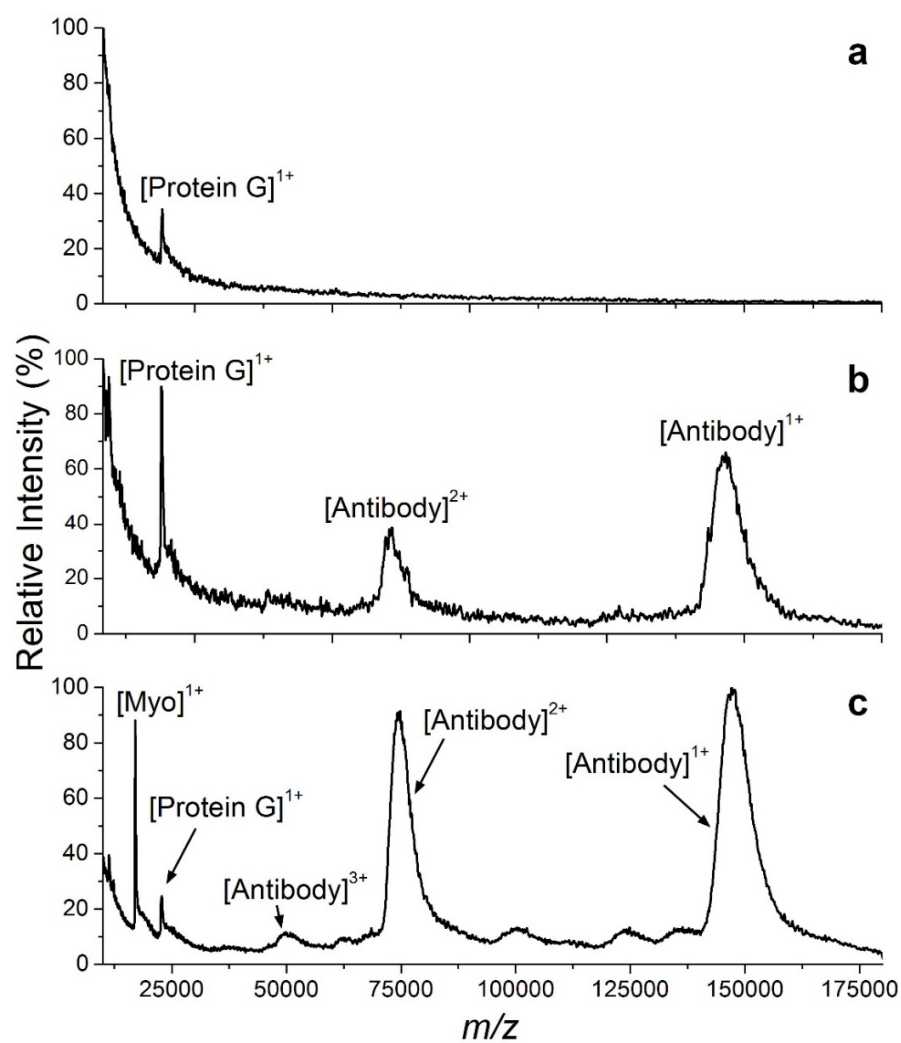 100
80
60
40
20
0
[Protein G]1+
a
100
80
60
40
20
0
[Protein G]1+
[Antibody]2+
[Antibody]1+
b
Relative Intensity (%)
100
80
60
40
20
0
[Myo]1+
[Protein G]1+
[Antibody]3+
[Antibody]2+
[Antibody]1+
c
25000 50000 75000 100000 125000 150000 175000
m/z